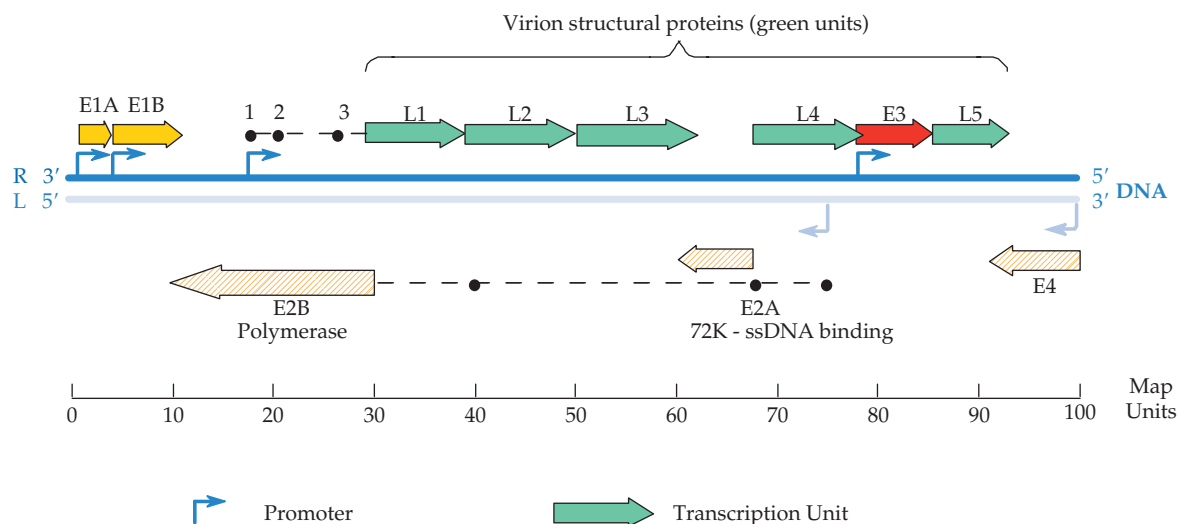 Virion structural proteins (green units)
E1A E1B 1 2 3 L1 L2 L3 L4 E3 L5
R 3′ 5′
DNA
L 5′ 3′
E2B E2A E4
Polymerase 72K - ssDNA binding
0 10 20 30 40 50 60 70 80 90 100
Map
Units
Promoter Transcription Unit